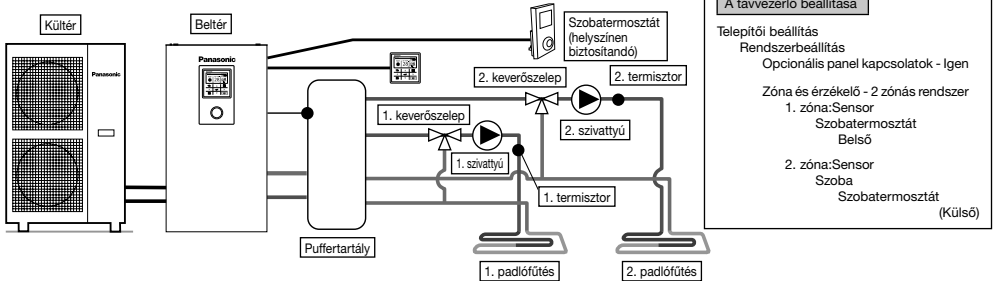 Kültér
Beltér
Panasonic
Panasonic
Szobatermosztát
(helyszínen
biztosítandó)
2. keverőszelep
2. termisztor
1. keverőszelep
2. szivattyú
1. szivattyú
1. termisztor
Puffertartály
1. padlófűtés
2. padlófűtés
A távvezérlő beállítása
Telepítői beállítás
Rendszerbeállítás
Opcionális panel kapcsolatok - Igen
Zóna és érzékelő - 2 zónás rendszer
1. zóna:Sensor
Szobatermosztát
Belső
2. zóna:Sensor
Szoba
Szobatermosztát
(Külső)